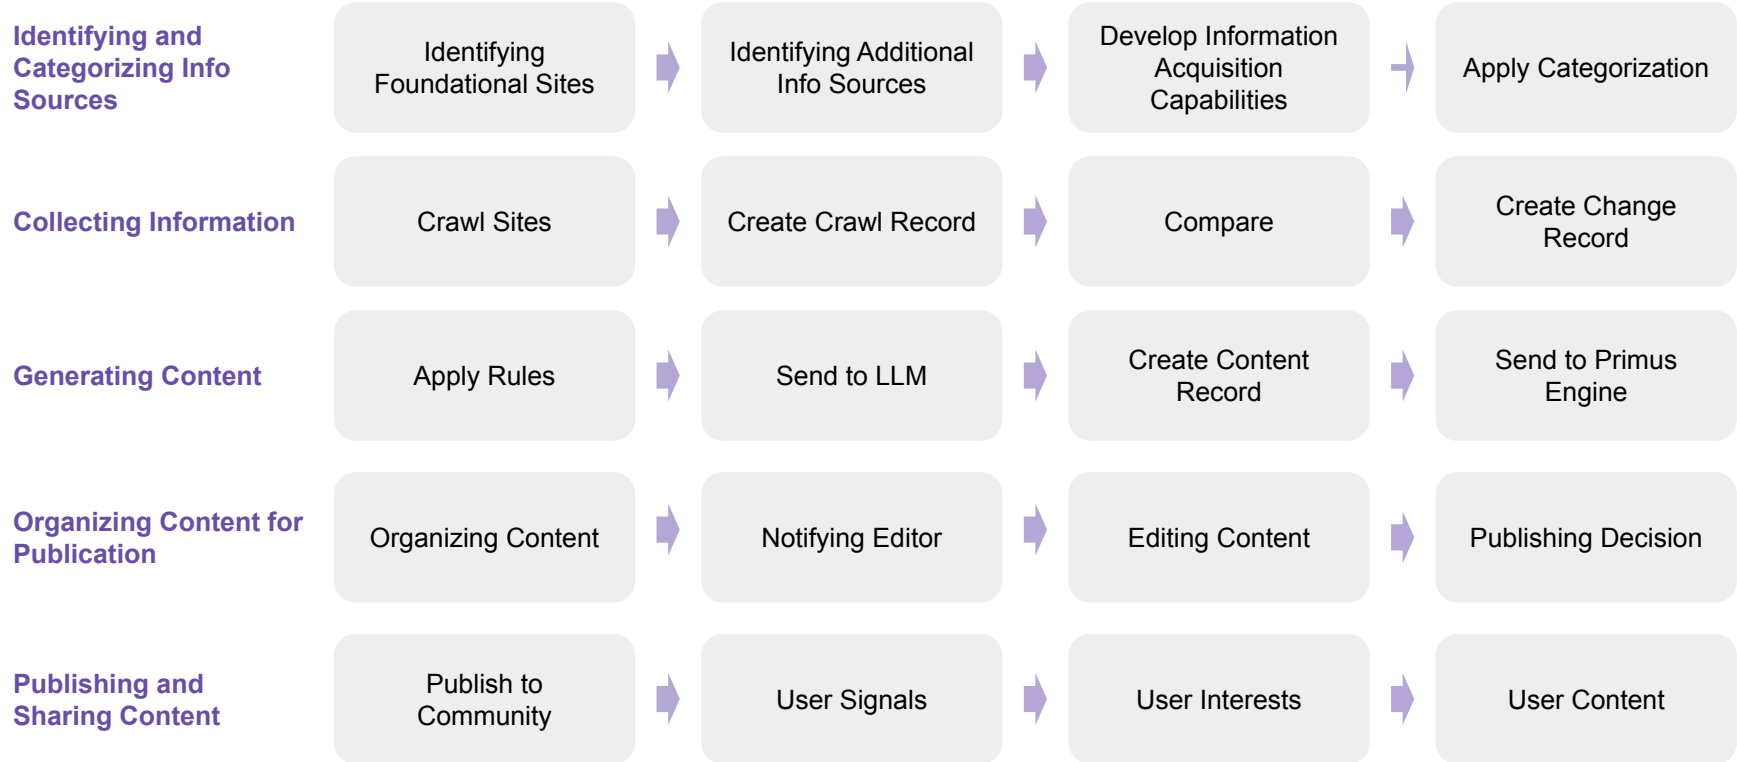 Identifying and
Categorizing Info
Sources
Identifying
Foundational Sites
Identifying Additional
Info Sources
Develop Information
Acquisition
Capabilities
Apply Categorization
Collecting Information
Crawl Sites
Create Crawl Record
Compare
Create Change
Record
Generating Content
Apply Rules
Send to LLM
Create Content
Record
Send to Primus
Engine
Organizing Content for
Publication
Organizing Content
Notifying Editor
Editing Content
Publishing Decision
Publishing and
Sharing Content
Publish to
Community
User Signals
User Interests
User Content